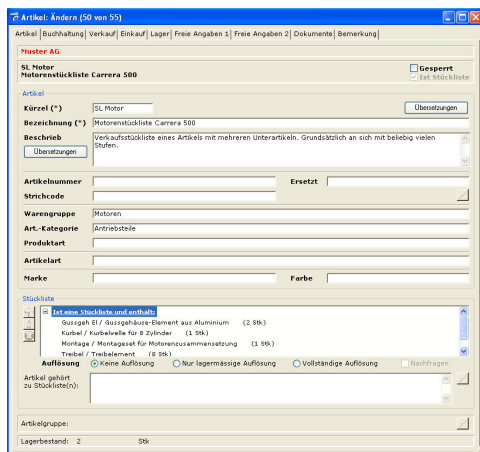 Artikel: Ändern (50 von 55)
Artikel Buchhaltung Verkauf Einkauf Lager Freie Angaben 1 Freie Angaben 2 Dokumente Bemerkung
Muster AG
SL Motor
Motorenstückliste Carrera 500
Gesperrt
Ist Stückliste
Artikel
Kürzel (*) SL Motor Übersetzungen
Bezeichnung (*) Motorenstückliste Carrera 500
Beschrieb Verkaufsstückliste eines Artikels mit mehreren Unterartikeln. Grundsätzlich an sich mit beliebig vielen
Stufen.
Übersetzungen
Artikelnummer Ersetzt
Strichcode
Warengruppe Motoren
Art.-Kategorie Antriebsteile
Produktart
Artikelart
Marke Farbe
Stückliste
Ist eine Stückliste und enthält:
Gussgeh El / Gussgehäuse-Element aus Aluminium (2 Stk)
Kurbel / Kurbelwelle für 8 Zylinder (1 Stk)
Montage / Montageset für Motorenzusammensetzung (1 Stk)
Treibel / Treibelement (8 Stk)
Auflösung Keine Auflösung Nur lagermässige Auflösung Vollständige Auflösung Nachfragen
Artikel gehört
zu Stückliste(n):
Artikelgruppe:
Lagerbestand: 2 Stk